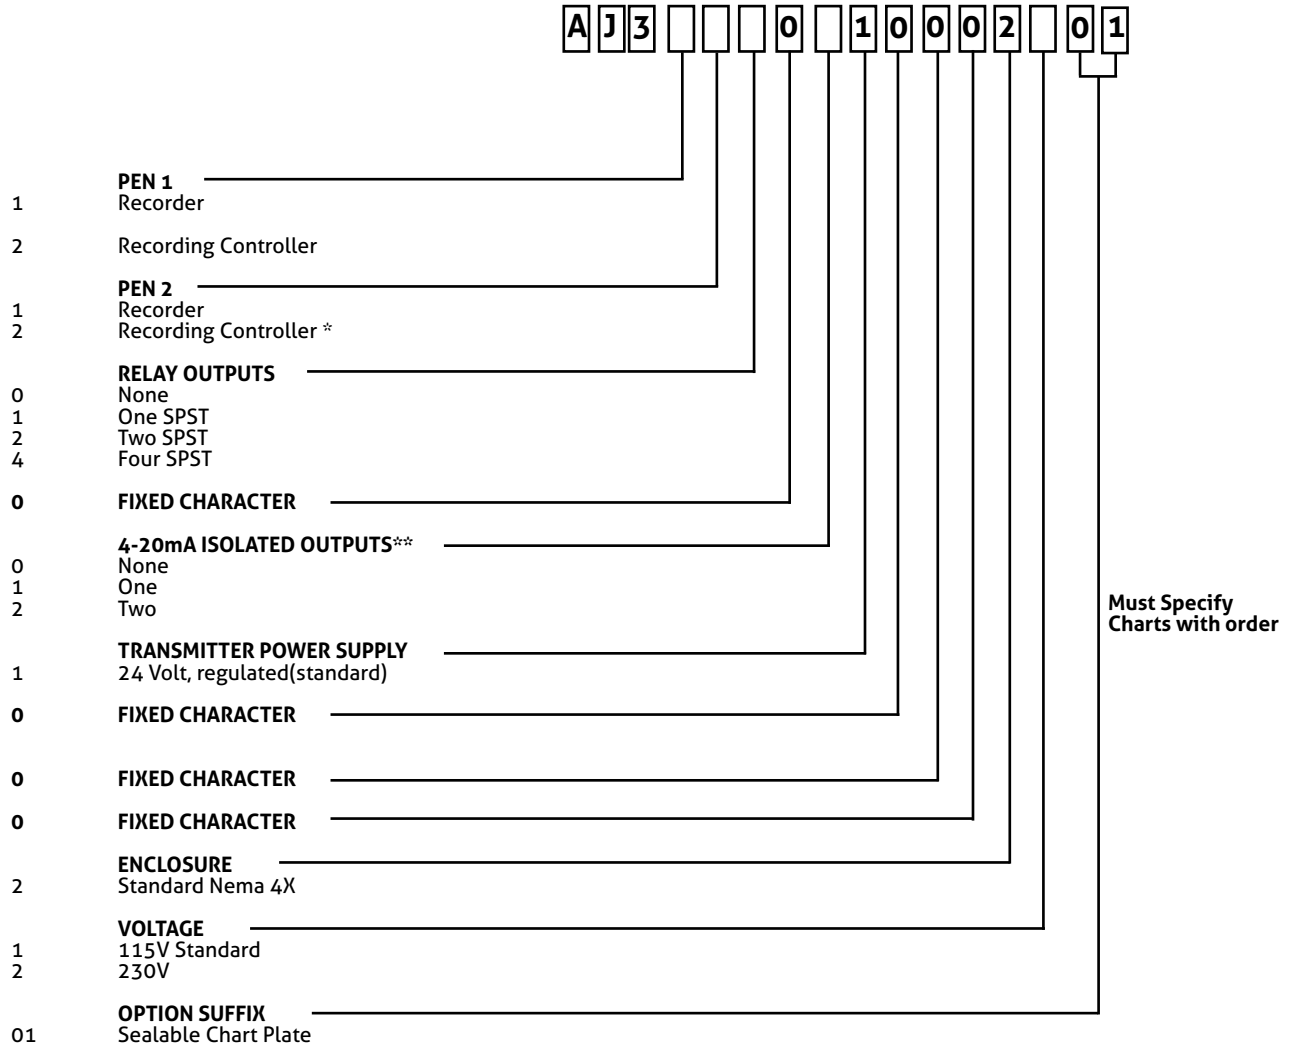 A J 3 0 1 0 0 0 2 0 1
PEN 1
1 Recorder
2 Recording Controller
PEN 2
1 Recorder
2 Recording Controller *
RELAY OUTPUTS
0 None
1 One SPST
2 Two SPST
4 Four SPST
0 FIXED CHARACTER
4-20mA ISOLATED OUTPUTS**
0 None
1 One
2 Two
Must Specify
Charts with order
TRANSMITTER POWER SUPPLY
1 24 Volt, regulated(standard)
0 FIXED CHARACTER
0 FIXED CHARACTER
0 FIXED CHARACTER
ENCLOSURE
2 Standard Nema 4X
VOLTAGE
1 115V Standard
2 230V
OPTION SUFFIX
01 Sealable Chart Plate